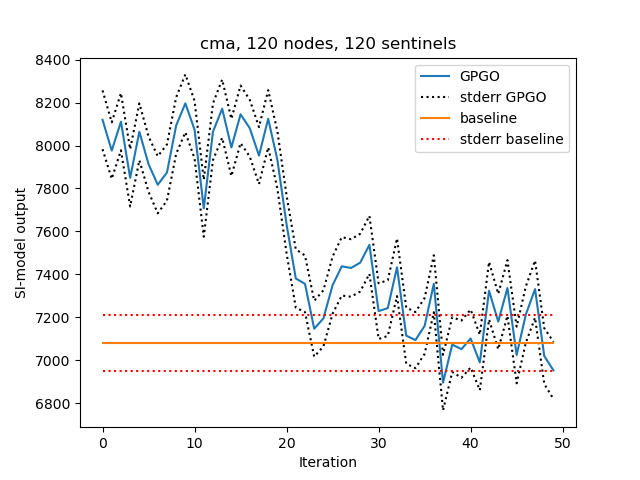 cma, 120 nodes, 120 sentinels
8400
8200
8000
7800
7600
7400
7200
7000
6800
SI-model output
GPGO
stderr GPGO
baseline
stderr baseline
0
10
20
30
40
50
Iteration